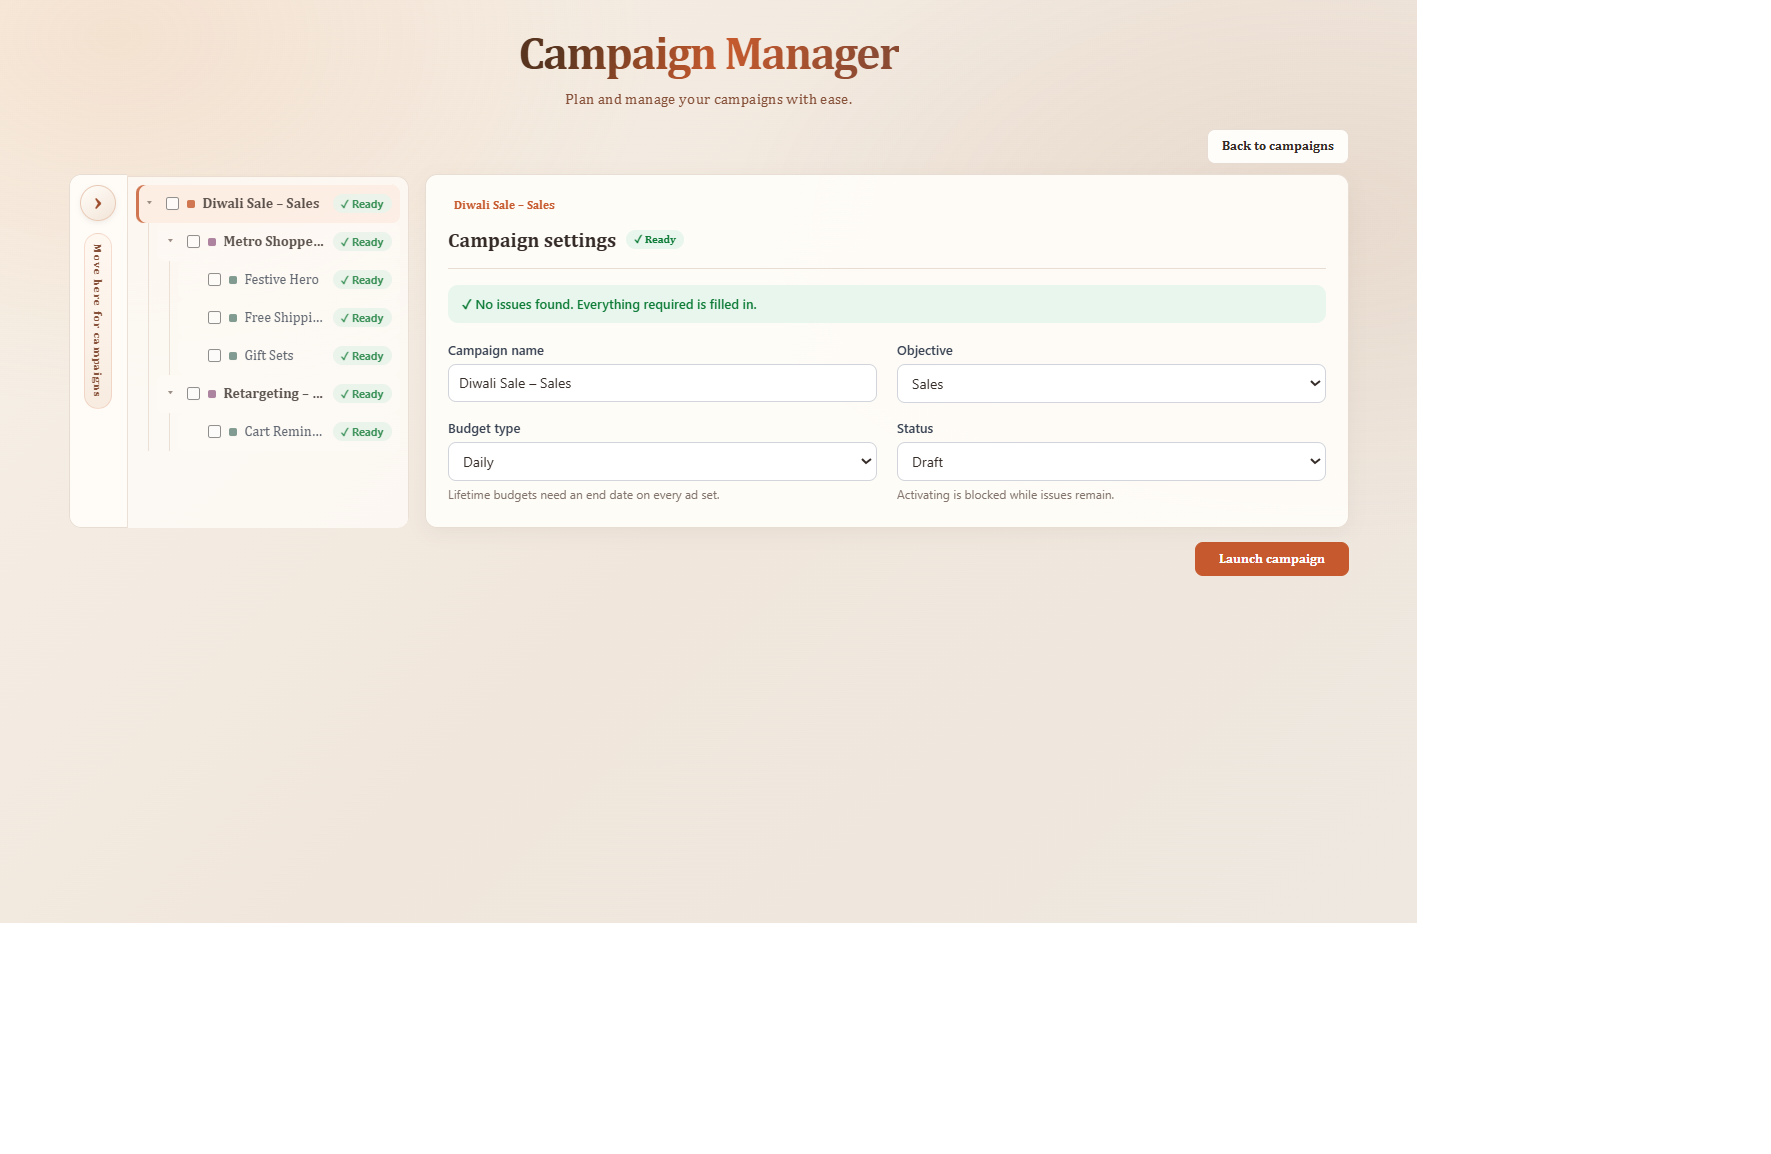 Campaign Manager
Plan and manage your campaigns with ease.
Back to campaigns
Move here for campaigns
Diwali Sale – Sales ✓ Ready
Metro Shoppe... ✓ Ready
Festive Hero ✓ Ready
Free Shippi... ✓ Ready
Gift Sets ✓ Ready
Retargeting – ... ✓ Ready
Cart Remin... ✓ Ready
Diwali Sale – Sales
Campaign settings ✓ Ready
✓ No issues found. Everything required is filled in.
Campaign name
Diwali Sale – Sales
Objective
Sales
Budget type
Daily
Lifetime budgets need an end date on every ad set.
Status
Draft
Activating is blocked while issues remain.
Launch campaign